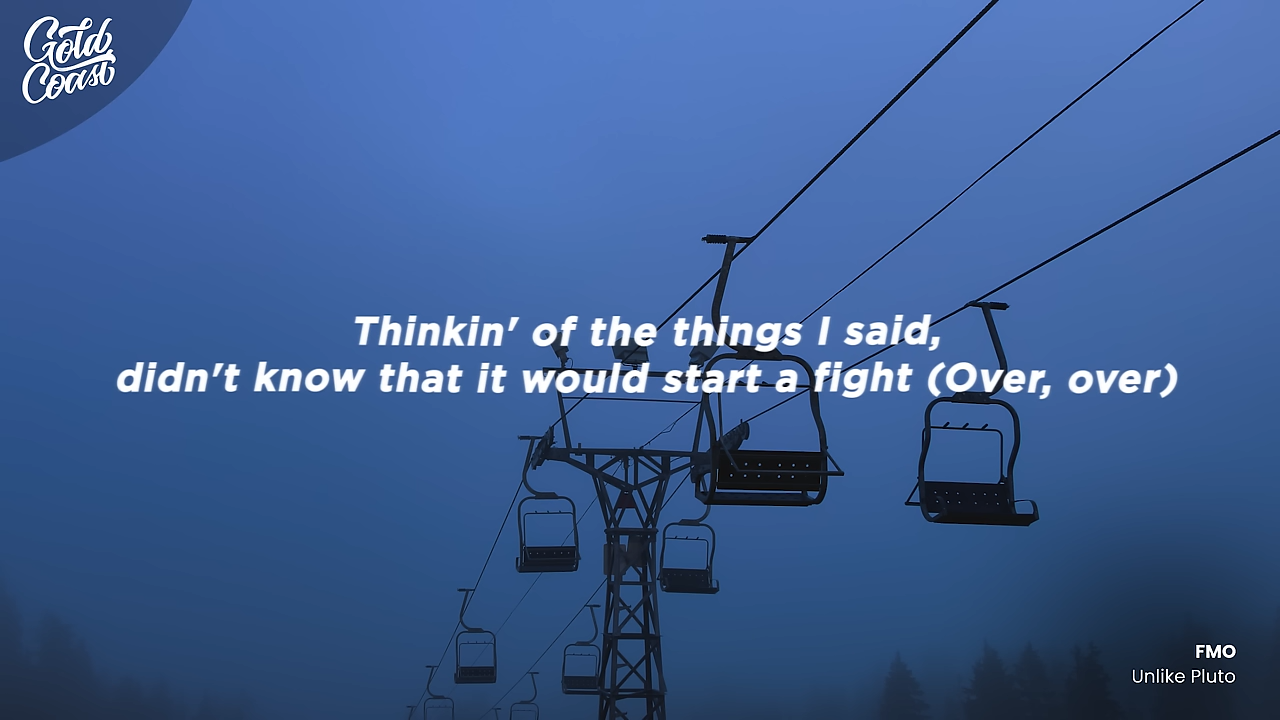 Gold
Coast
Thinkin' of the things I said,
didn't know that it would start a fight (Over, over)
FMO
Unlike Pluto